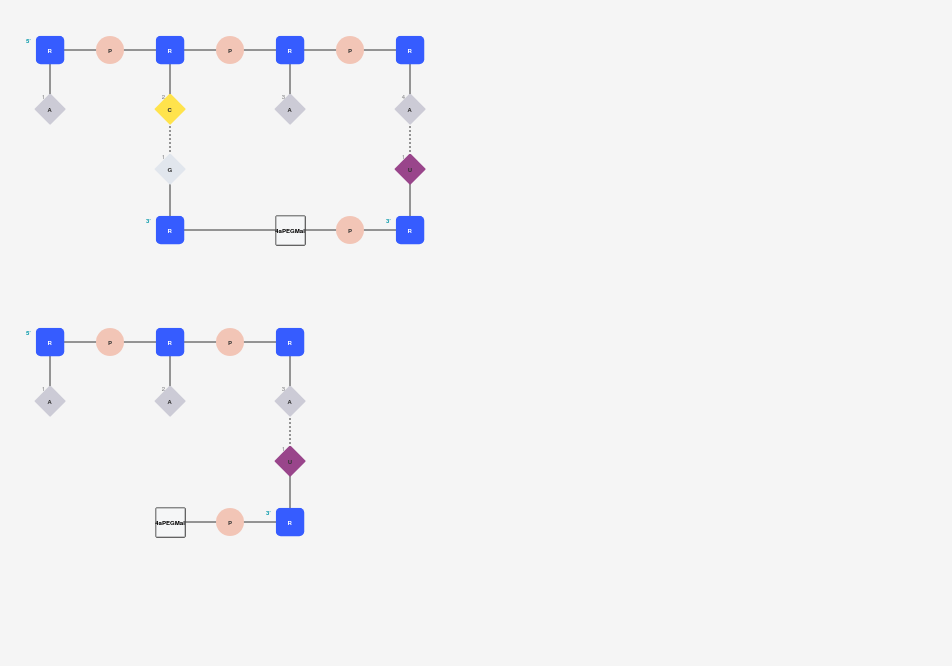 5' R P R P R P R
1 A 2 C 3 A 4 A
1 G 1 U
3' R 4aPEGMal P 3' R
5' R P R P R
1 A 2 A 3 A
1 U
4aPEGMal P 3' R